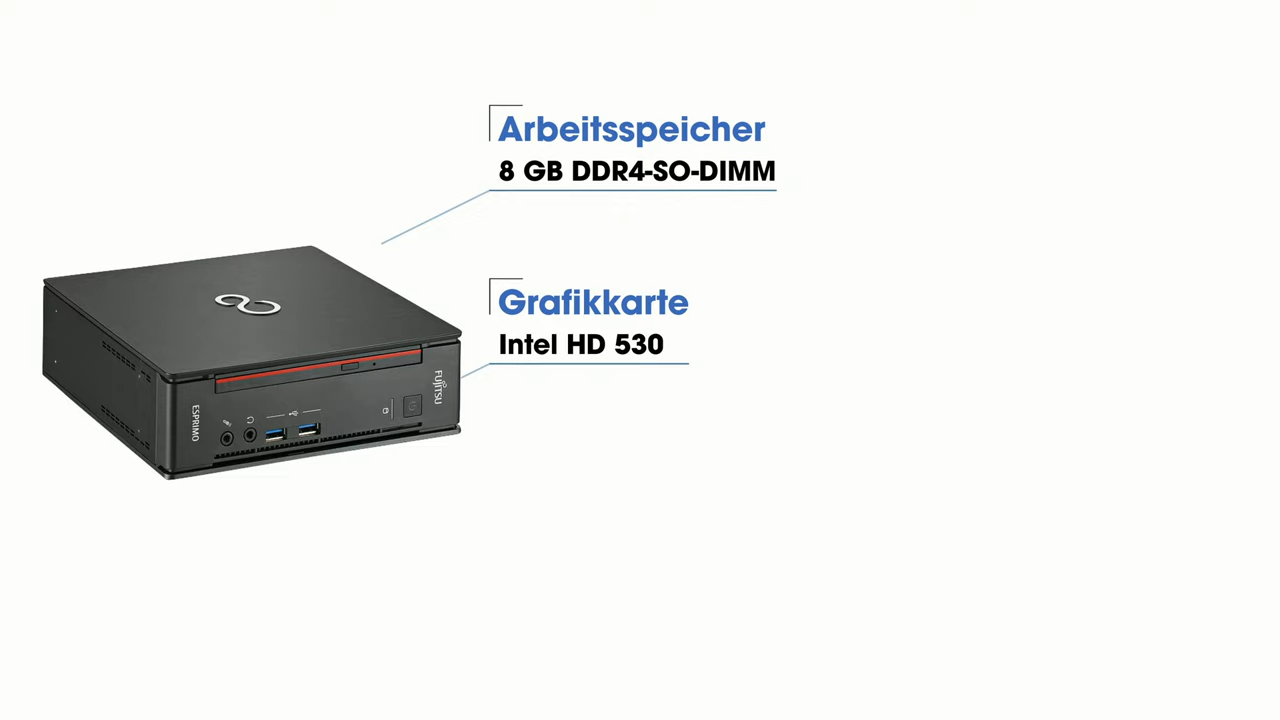 Arbeitsspeicher
8 GB DDR4-SO-DIMM
Grafikkarte
Intel HD 530
FUJITSU
ESPRIMO